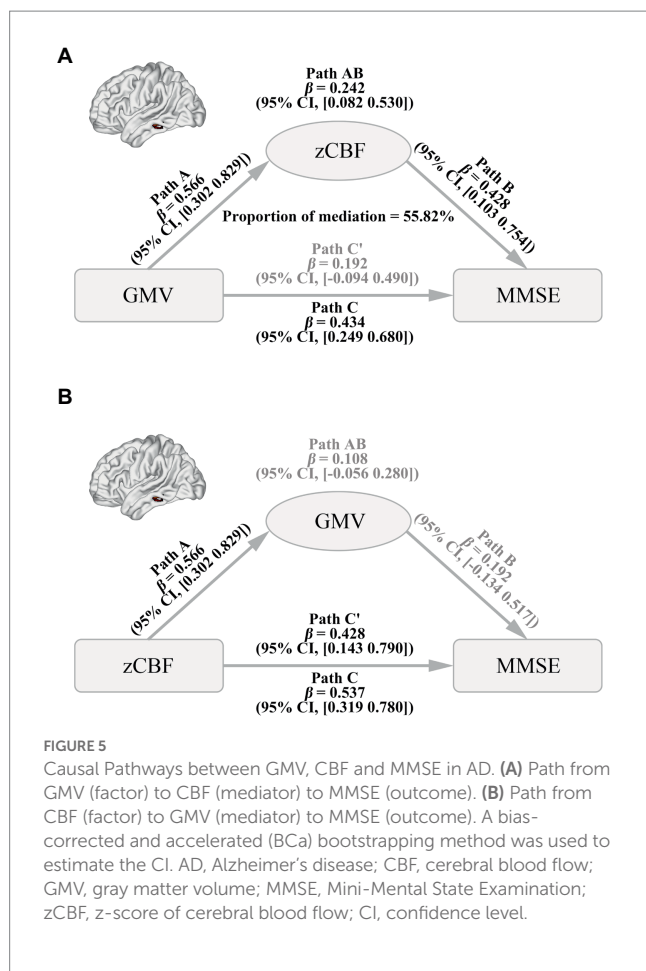 A
Path AB
β = 0.242
(95% CI, [0.082 0.530])
zCBF
Path A
β = 0.566
(95% CI, [0.302 0.829])
Path B
β = 0.428
(95% CI, [0.103 0.754])
Proportion of mediation = 55.82%
Path C'
β = 0.192
(95% CI, [-0.094 0.490])
GMV
MMSE
Path C
β = 0.434
(95% CI, [0.249 0.680])
B
Path AB
β = 0.108
(95% CI, [-0.056 0.280])
GMV
Path A
β = 0.566
(95% CI, [0.302 0.829])
Path B
β = 0.192
(95% CI, [-0.134 0.517])
Path C'
β = 0.428
(95% CI, [0.143 0.790])
zCBF
MMSE
Path C
β = 0.537
(95% CI, [0.319 0.780])
FIGURE 5
Causal Pathways between GMV, CBF and MMSE in AD. (A) Path from
GMV (factor) to CBF (mediator) to MMSE (outcome). (B) Path from
CBF (factor) to GMV (mediator) to MMSE (outcome). A bias-
corrected and accelerated (BCa) bootstrapping method was used to
estimate the CI. AD, Alzheimer's disease; CBF, cerebral blood flow;
GMV, gray matter volume; MMSE, Mini-Mental State Examination;
zCBF, z-score of cerebral blood flow; CI, confidence level.